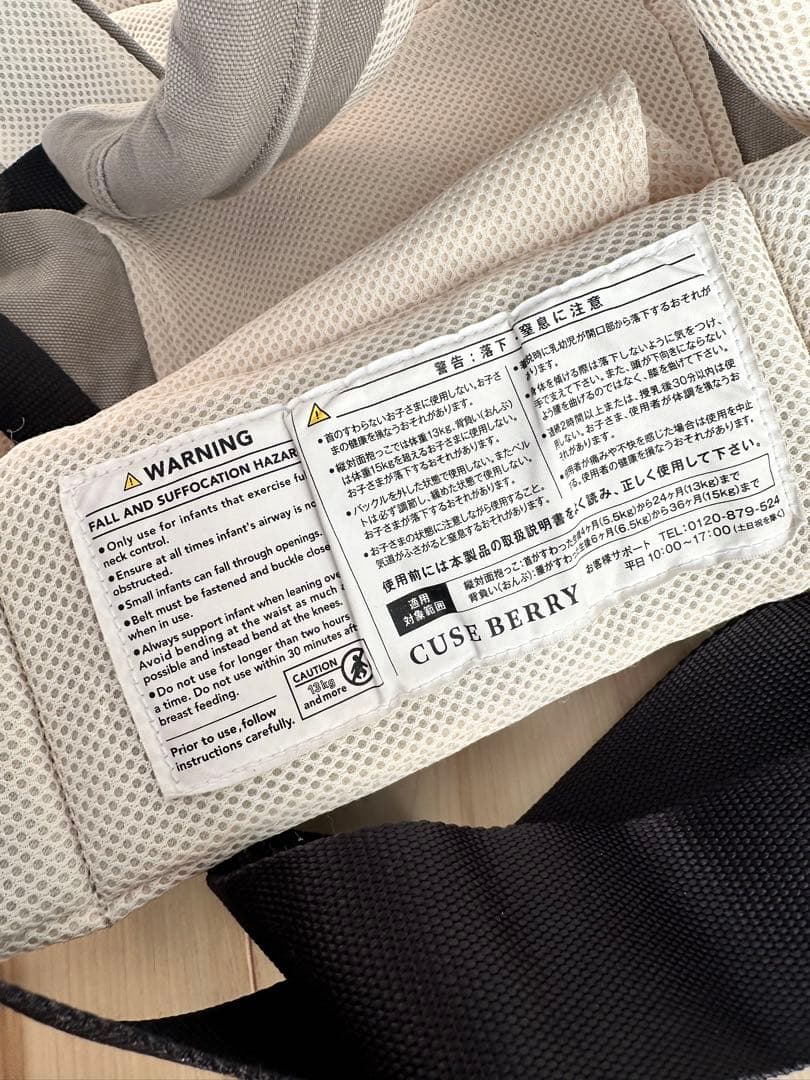 WARNING
FALL AND SUFFOCATION HAZAR
•Only use for infants that exercise fu
neck control.
•Ensure at all times infant's airway is no
obstructed.
•Small infants can fall through openings.
•Belt must be fastened and buckle close
when in use.
•Always support infant when leaning ove
Avoid bending at the waist as much a
possible and instead bend at the knees.
•Do not use for longer than two hours
a time. Do not use within 30 minutes aft
breast feeding.
Prior to use, follow
instructions carefully.
CAUTION
13kg
and more
警告：落下・窒息に注意
•首のすわらないお子さまに使用しない。お子さ
まの健康を損なうおそれがあります。
•縦対面抱っこでは体重13kg、背負い(おんぶ)
は体重15kgを超えるお子さまに使用しない。
お子さまが落下するおそれがあります。
•バックルを外した状態で使用しない。またベル
トは必ず調節し、緩めた状態で使用しない。
お子さまが落下するおそれがあります。
•お子さまの状態に注意しながら使用すること。
気道がふさがると窒息するおそれがあります。
説時に乳幼児が開口部から落下するおそれが
ります。
体を傾ける際は落下しないように気をつけ、
手で支えて下さい。また、頭が下向きにならない
よう腰を曲げるのではなく、膝を曲げて下さい。
続2時間以上または、授乳後30分以内は使
しない。お子さま、使用者が体調を損なうお
れがあります。
用者が痛みや不快を感じた場合は使用を中止
る。使用者の健康を損なうおそれがあります。
使用前には本製品の取扱説明書をよく読み、正しく使用して下さい。
適用
対象範囲
縦対面抱っこ:首がすわった生後4ヶ月(5.5kg)から24ヶ月(13kg)まで
背負い(おんぶ):腰がすわった生後6ヶ月(6.5kg)から36ヶ月(15kg)まで
CUSE BERRY
お客様サポート TEL:0120-879-524
平日 10:00〜17:00 (土日祝を除く)